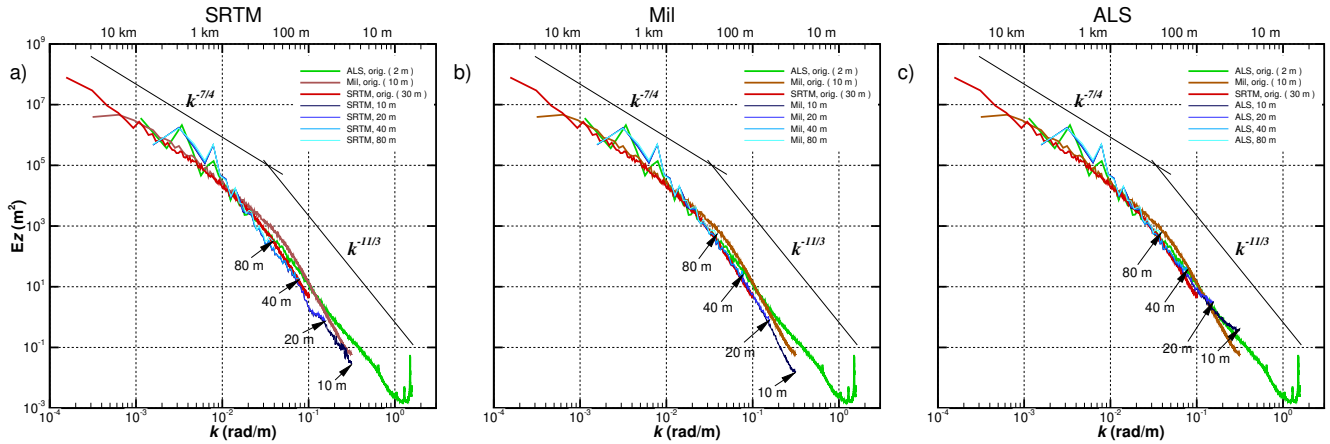 SRTM
10 km 1 km 100 m 10 m
a)
Ez (m²)
10⁹
10⁷
10⁵
10³
10¹
10⁻¹
10⁻³
ALS, orig. ( 2 m )
Mil, orig. ( 10 m )
SRTM, orig. ( 30 m )
SRTM, 10 m
SRTM, 20 m
SRTM, 40 m
SRTM, 80 m
k⁻⁷/⁴
k⁻¹¹/³
80 m
40 m
20 m
10 m
10⁻⁴ 10⁻³ 10⁻² 10⁻¹ 10⁰
k (rad/m)
Mil
10 km 1 km 100 m 10 m
b)
ALS, orig. ( 2 m )
Mil, orig. ( 10 m )
SRTM, orig. ( 30 m )
Mil, 10 m
Mil, 20 m
Mil, 40 m
Mil, 80 m
k⁻⁷/⁴
k⁻¹¹/³
80 m
40 m
20 m
10 m
10⁻⁴ 10⁻³ 10⁻² 10⁻¹ 10⁰
k (rad/m)
ALS
10 km 1 km 100 m 10 m
c)
ALS, orig. ( 2 m )
Mil, orig. ( 10 m )
SRTM, orig. ( 30 m )
ALS, 10 m
ALS, 20 m
ALS, 40 m
ALS, 80 m
k⁻⁷/⁴
k⁻¹¹/³
80 m
40 m
20 m
10 m
10⁻⁴ 10⁻³ 10⁻² 10⁻¹ 10⁰
k (rad/m)